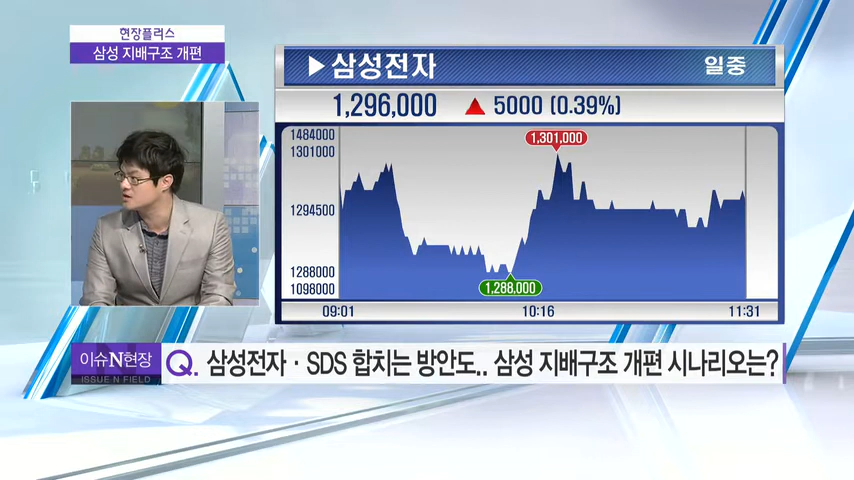 현장플러스
삼성 지배구조 개편
▶삼성전자
일중
1,296,000 ▲ 5000 (0.39%)
1484000
1301000
1294500
1288000
1098000
1,301,000
1,288,000
09:01 10:16 11:31
이슈N현장
ISSUE N FIELD
Q. 삼성전자·SDS 합치는 방안도.. 삼성 지배구조 개편 시나리오는?